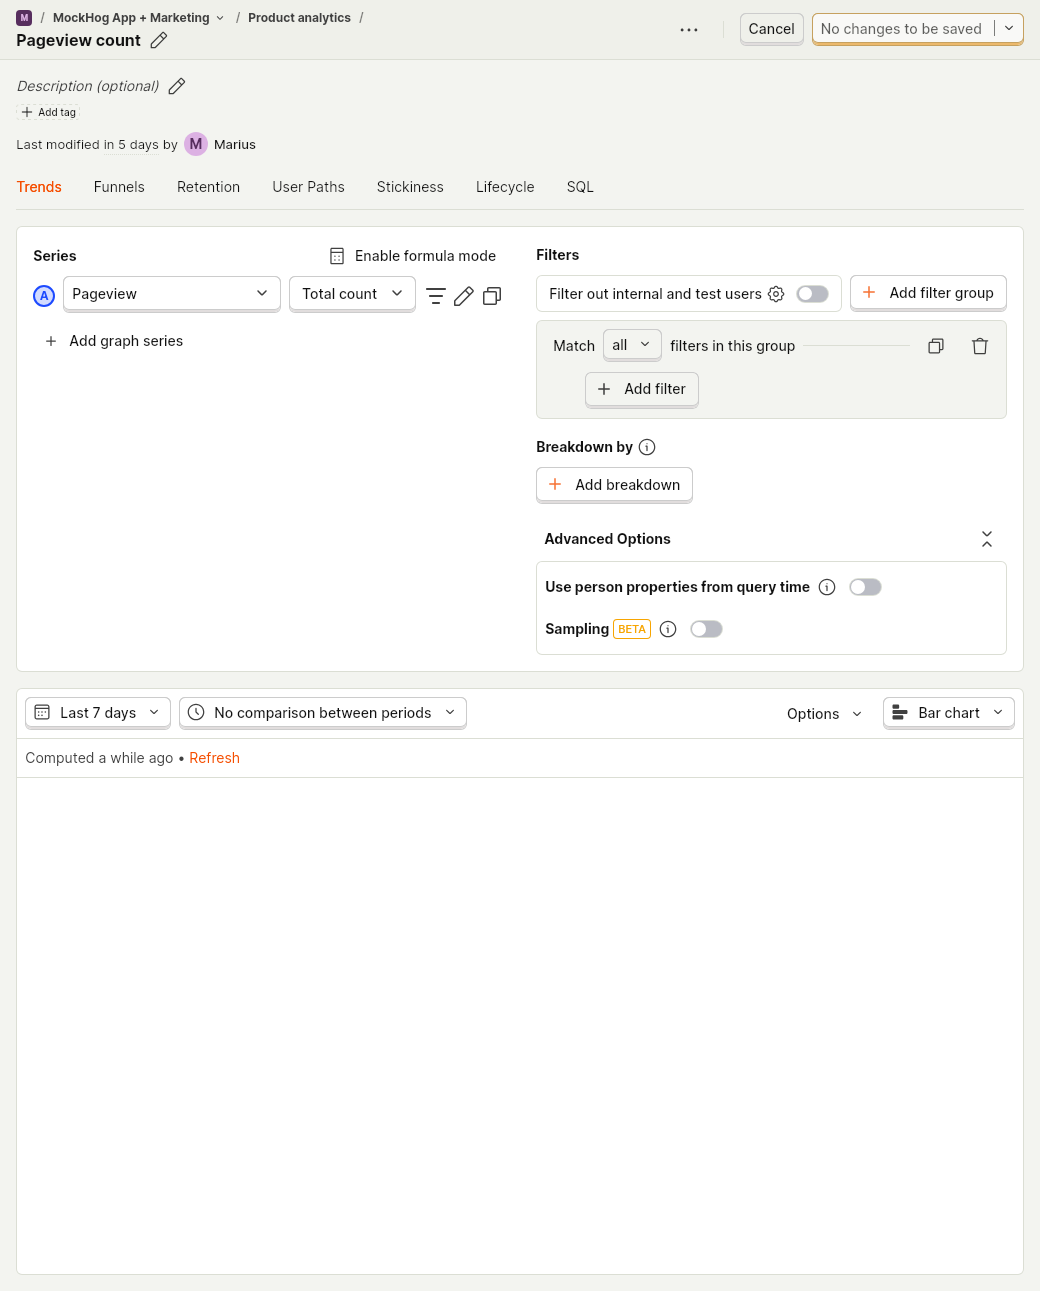 M / MockHog App + Marketing / Product analytics /
Pageview count
Cancel
No changes to be saved
Description (optional)
Add tag
Last modified in 5 days by M Marius
Trends Funnels Retention User Paths Stickiness Lifecycle SQL
Series
Enable formula mode
A Pageview Total count
Add graph series
Filters
Filter out internal and test users
Add filter group
Match all filters in this group
Add filter
Breakdown by
Add breakdown
Advanced Options
Use person properties from query time
Sampling BETA
Last 7 days No comparison between periods Options Bar chart
Computed a while ago • Refresh